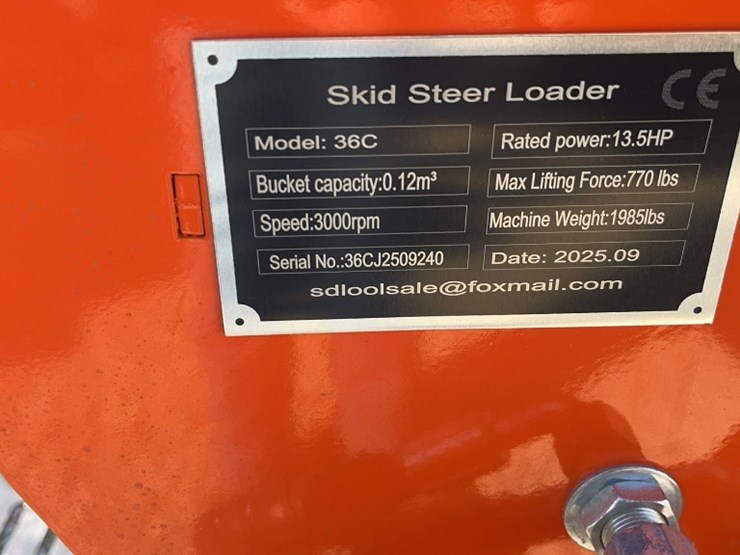 Skid Steer Loader CE
Model: 36C
Rated power:13.5HP
Bucket capacity:0.12m³
Max Lifting Force:770 lbs
Speed:3000rpm
Machine Weight:1985lbs
Serial No.:36CJ2509240
Date: 2025.09
sdloolsale@foxmail.com